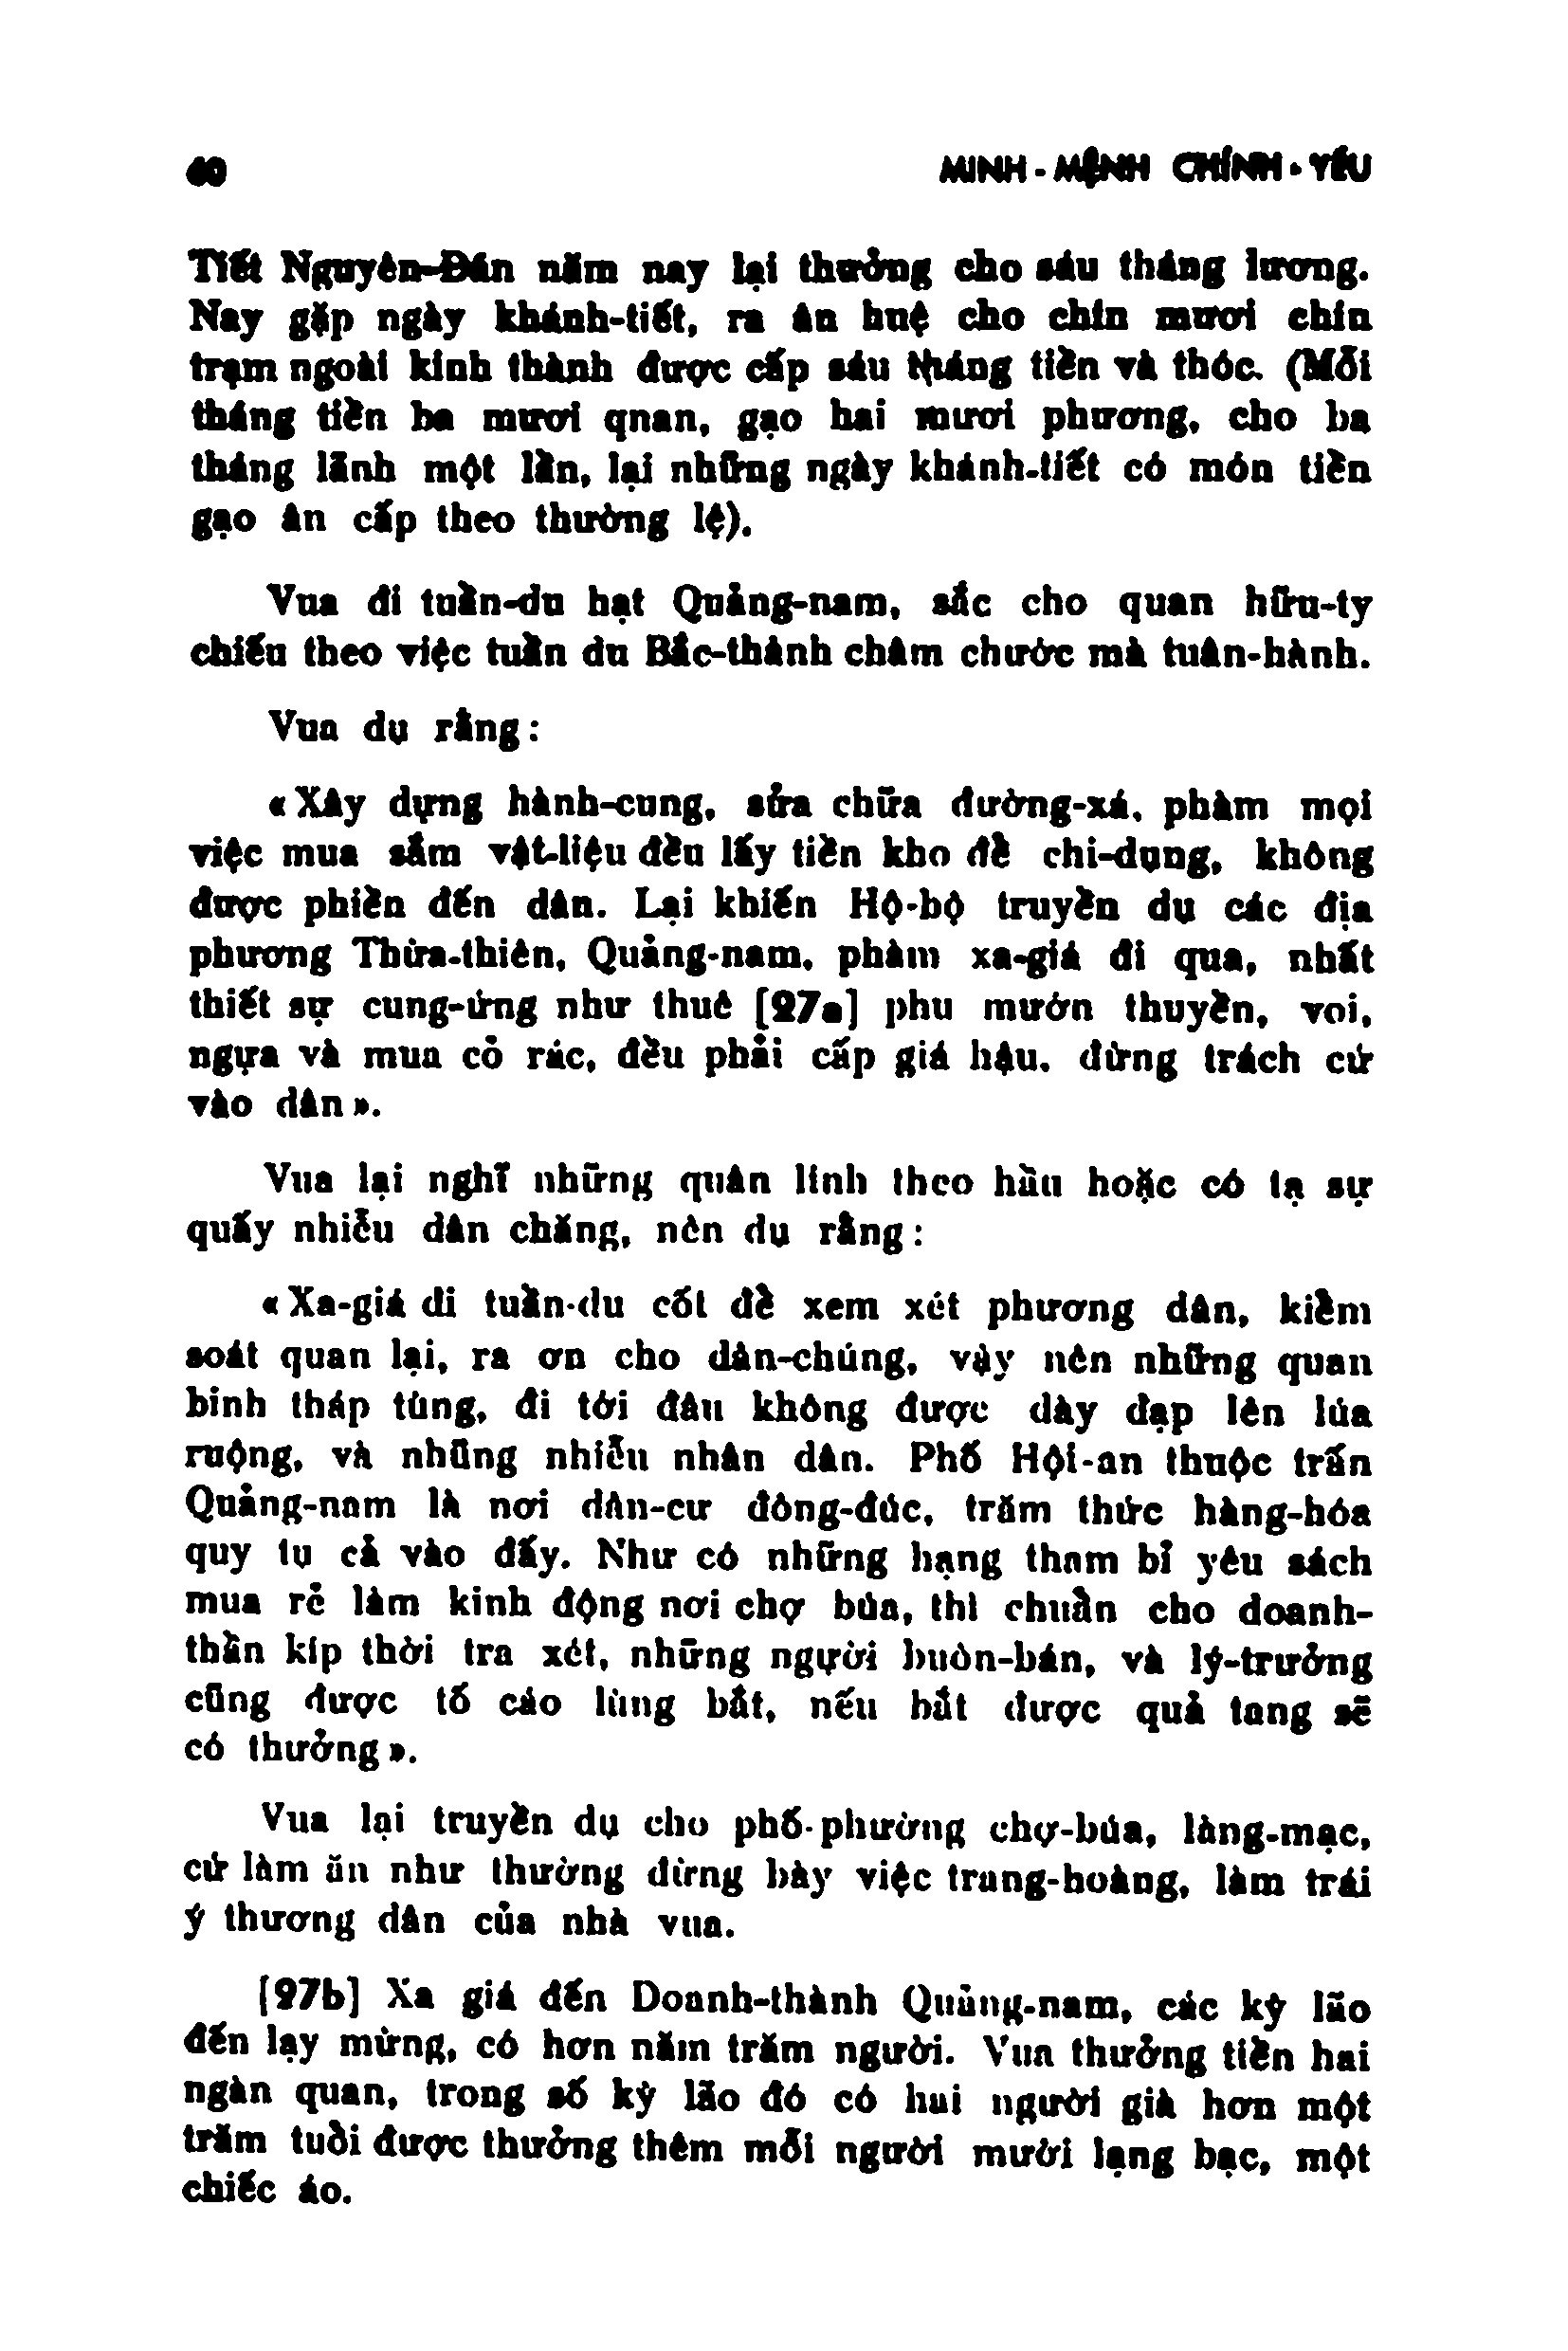 60
MINH - MỆNH CHÍNH - YẾU
Tiết Nguyên-Đán năm nay lại thưởng cho sáu tháng lương.
Nay gặp ngày khánh-tiết, ra ân huệ cho chín mươi chín
trạm ngoài kinh thành được cấp sáu tháng tiền và thóc. (Mỗi
tháng tiền ba mươi quan, gạo hai mươi phương, cho ba
tháng lãnh một lần, lại những ngày khánh-tiết có món tiền
gạo ân cấp theo thường lệ).
Vua đi tuần-du hạt Quảng-nam, sắc cho quan hữu-ty
chiếu theo việc tuần du Bắc-thành châm chước mà tuân-hành.
Vua dụ rằng :
« Xây dựng hành-cung, sửa chữa đường-xá, phàm mọi
việc mua sắm vật-liệu đều lấy tiền kho để chi-dụng, không
được phiền đến dân. Lại khiến Hộ-bộ truyền dụ các địa
phương Thừa-thiên, Quảng-nam, phàm xa-giá đi qua, nhất
thiết sự cung-ứng như thuê [27a] phu mướn thuyền, voi,
ngựa và mua cỏ rác, đều phải cấp giá hậu, đừng trách cứ
vào dân ».
Vua lại nghĩ những quân lính theo hầu hoặc có tạ sự
quấy nhiễu dân chăng, nên dụ rằng :
« Xa-giá di tuần-du cốt để xem xét phương dân, kiểm
soát quan lại, ra ơn cho dân-chúng, vậy nên những quan
binh tháp tùng, đi tới đâu không được dày đạp lên lúa
ruộng, và nhũng nhiễu nhân dân. Phố Hội-an thuộc trấn
Quảng-nam là nơi dân-cư đông-đúc, trăm thức hàng-hóa
quy tụ cả vào đấy. Như có những hạng tham bỉ yêu sách
mua rẻ làm kinh động nơi chợ búa, thì chuẩn cho doanh-
thần kíp thời tra xét, những người buôn-bán, và lý-trưởng
cũng được tố cáo lùng bắt, nếu bắt được quả tang sẽ
có thưởng ».
Vua lại truyền dụ cho phố-phường chợ-búa, làng-mạc,
cứ làm ăn như thường đừng bày việc trang-hoàng, làm trái
ý thương dân của nhà vua.
[27b] Xa giá đến Doanh-thành Quảng-nam, các kỳ lão
đến lạy mừng, có hơn năm trăm người. Vua thưởng tiền hai
ngàn quan, trong số kỳ lão đó có hai người già hơn một
trăm tuổi được thưởng thêm mỗi người mười lạng bạc, một
chiếc áo.